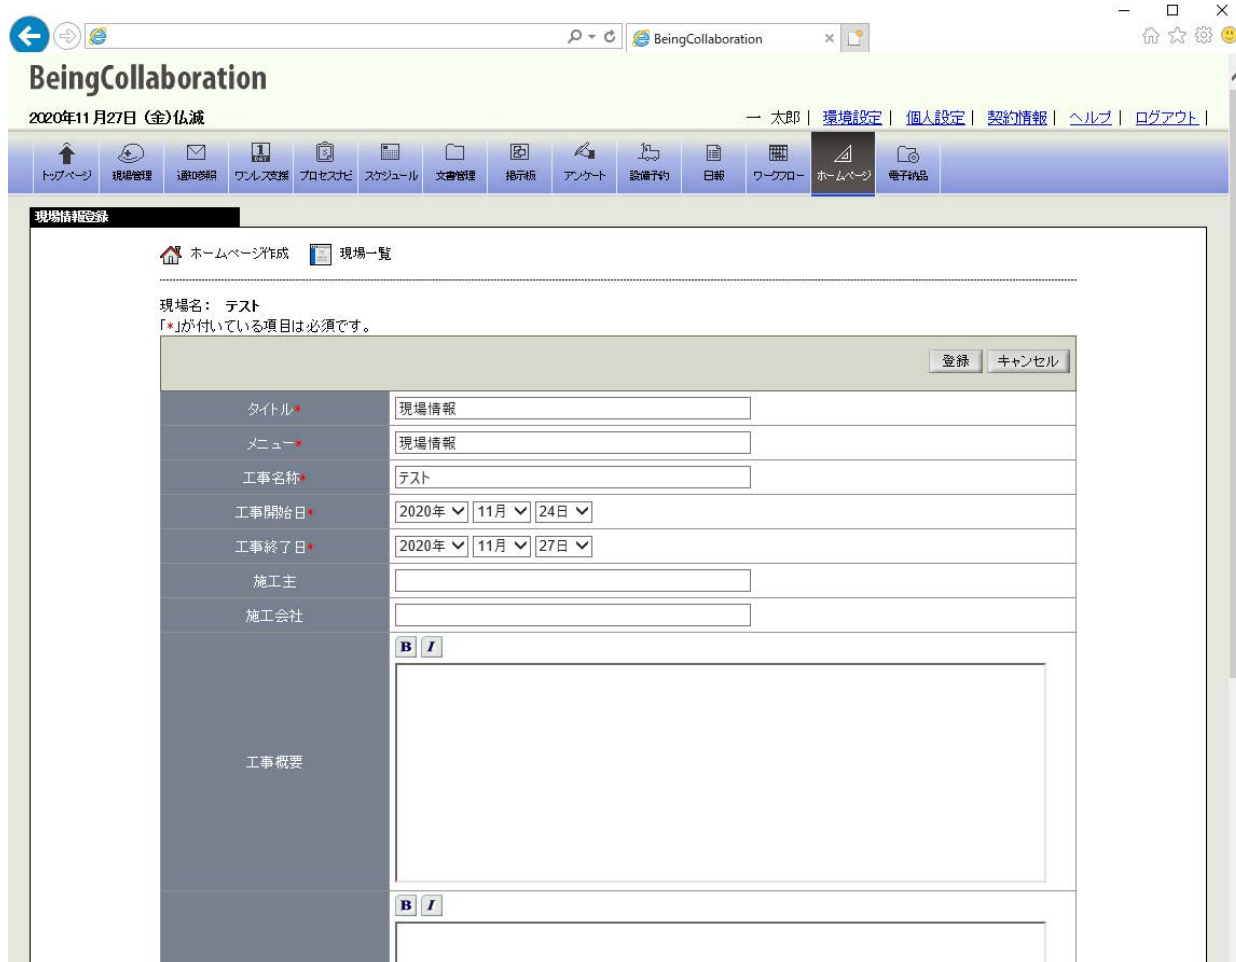 BeingCollaboration
BeingCollaboration
2020年11月27日 (金)仏滅
一 太郎 | 環境設定 | 個人設定 | 契約情報 | ヘルプ | ログアウト |
トップページ 現場管理 通知参照 ワンレス支援 プロセスナビ スケジュール 文書管理 掲示板 アンケート 設備予約 日報 ワークフロー ホームページ 電子納品
現場情報登録
ホームページ作成 現場一覧
現場名： テスト
「*」が付いている項目は必須です。
登録 キャンセル
タイトル* 現場情報
メニュー* 現場情報
工事名称* テスト
工事開始日* 2020年 11月 24日
工事終了日* 2020年 11月 27日
施工主
施工会社
B I
工事概要
B I